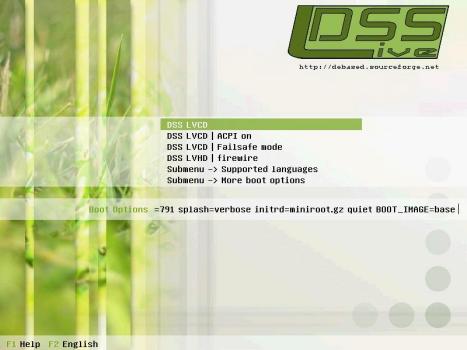 DSS
Live
http://debased.sourceforge.net
DSS LVCD
DSS LVCD | ACPI on
DSS LVCD | Failsafe mode
DSS LVHD | firewire
Submenu -> Supported languages
Submenu -> More boot options
Boot Options =791 splash=verbose initrd=miniroot.gz quiet BOOT_IMAGE=base
F1 Help F2 English